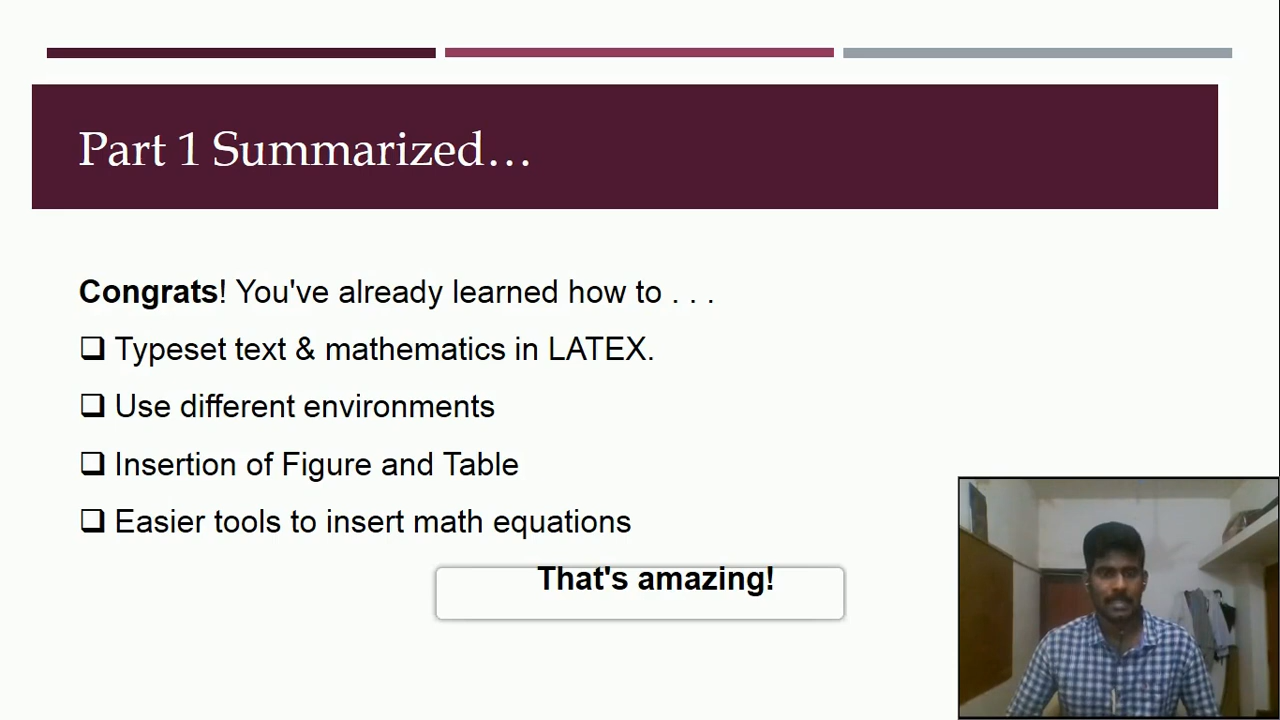 Part 1 Summarized…
Congrats! You've already learned how to . . .
❑ Typeset text & mathematics in LATEX.
❑ Use different environments
❑ Insertion of Figure and Table
❑ Easier tools to insert math equations
That's amazing!